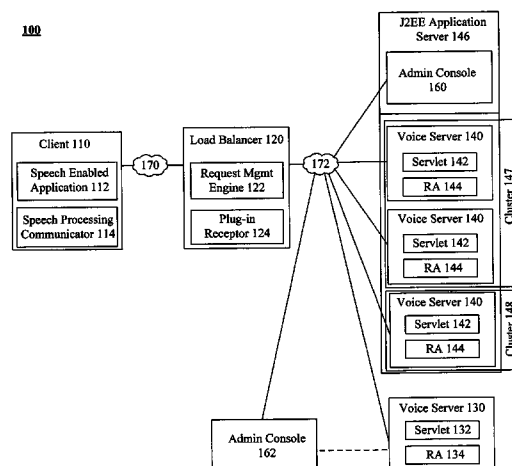 100
J2EE Application
Server 146
Admin Console
160
Client 110
Speech Enabled
Application 112
Speech Processing
Communicator 114
170
Load Balancer 120
Request Mgmt
Engine 122
Plug-in
Receptor 124
172
Voice Server 140
Servlet 142
RA 144
Voice Server 140
Servlet 142
RA 144
Cluster 147
Voice Server 140
Servlet 142
RA 144
Cluster 148
Admin Console
162
Voice Server 130
Servlet 132
RA 134